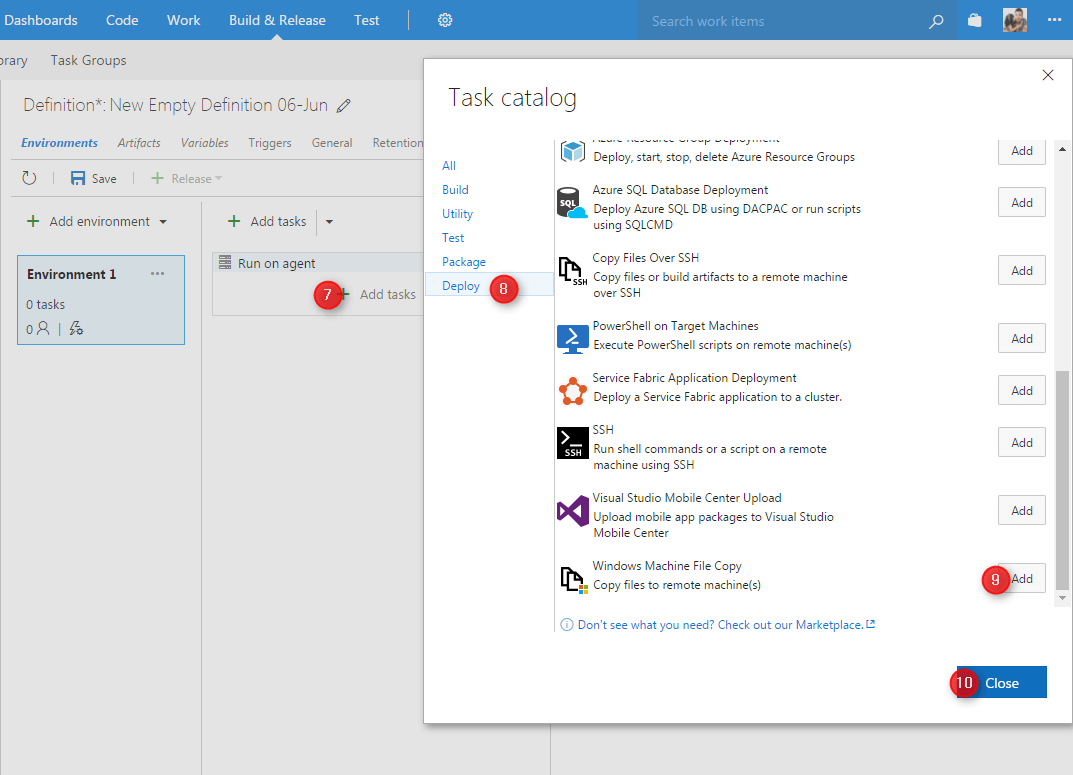 Dashboards Code Work Build & Release Test Search work items
brary Task Groups
Definition*: New Empty Definition 06-Jun
Environments Artifacts Variables Triggers General Retention
Save Release
Add environment
Add tasks
Environment 1
0 tasks
0
Run on agent
7 Add tasks
Task catalog
All
Build
Utility
Test
Package
Deploy 8
Azure Resource Group Deployment
Deploy, start, stop, delete Azure Resource Groups
Add
Azure SQL Database Deployment
Deploy Azure SQL DB using DACPAC or run scripts
using SQLCMD
SQL
Add
Copy Files Over SSH
Copy files or build artifacts to a remote machine
over SSH
SSH
Add
PowerShell on Target Machines
Execute PowerShell scripts on remote machine(s)
Add
Service Fabric Application Deployment
Deploy a Service Fabric application to a cluster.
Add
SSH
Run shell commands or a script on a remote
machine using SSH
SSH
Add
Visual Studio Mobile Center Upload
Upload mobile app packages to Visual Studio
Mobile Center
Add
Windows Machine File Copy
Copy files to remote machine(s)
9 Add
Don't see what you need? Check out our Marketplace.
10 Close